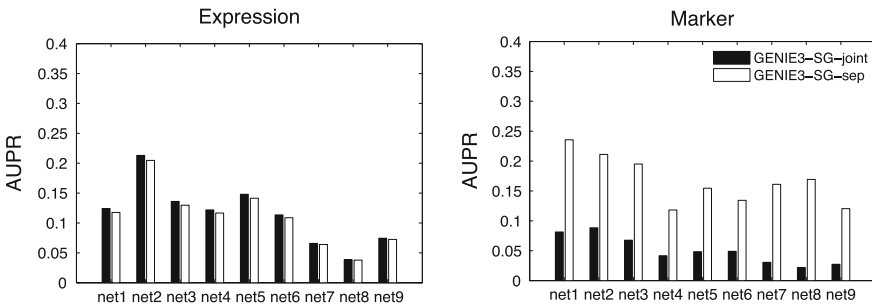 Expression
AUPR
0.4
0.35
0.3
0.25
0.2
0.15
0.1
0.05
0
net1 net2 net3 net4 net5 net6 net7 net8 net9
Marker
GENIE3-SG-joint
GENIE3-SG-sep
AUPR
0.4
0.35
0.3
0.25
0.2
0.15
0.1
0.05
0
net1 net2 net3 net4 net5 net6 net7 net8 net9